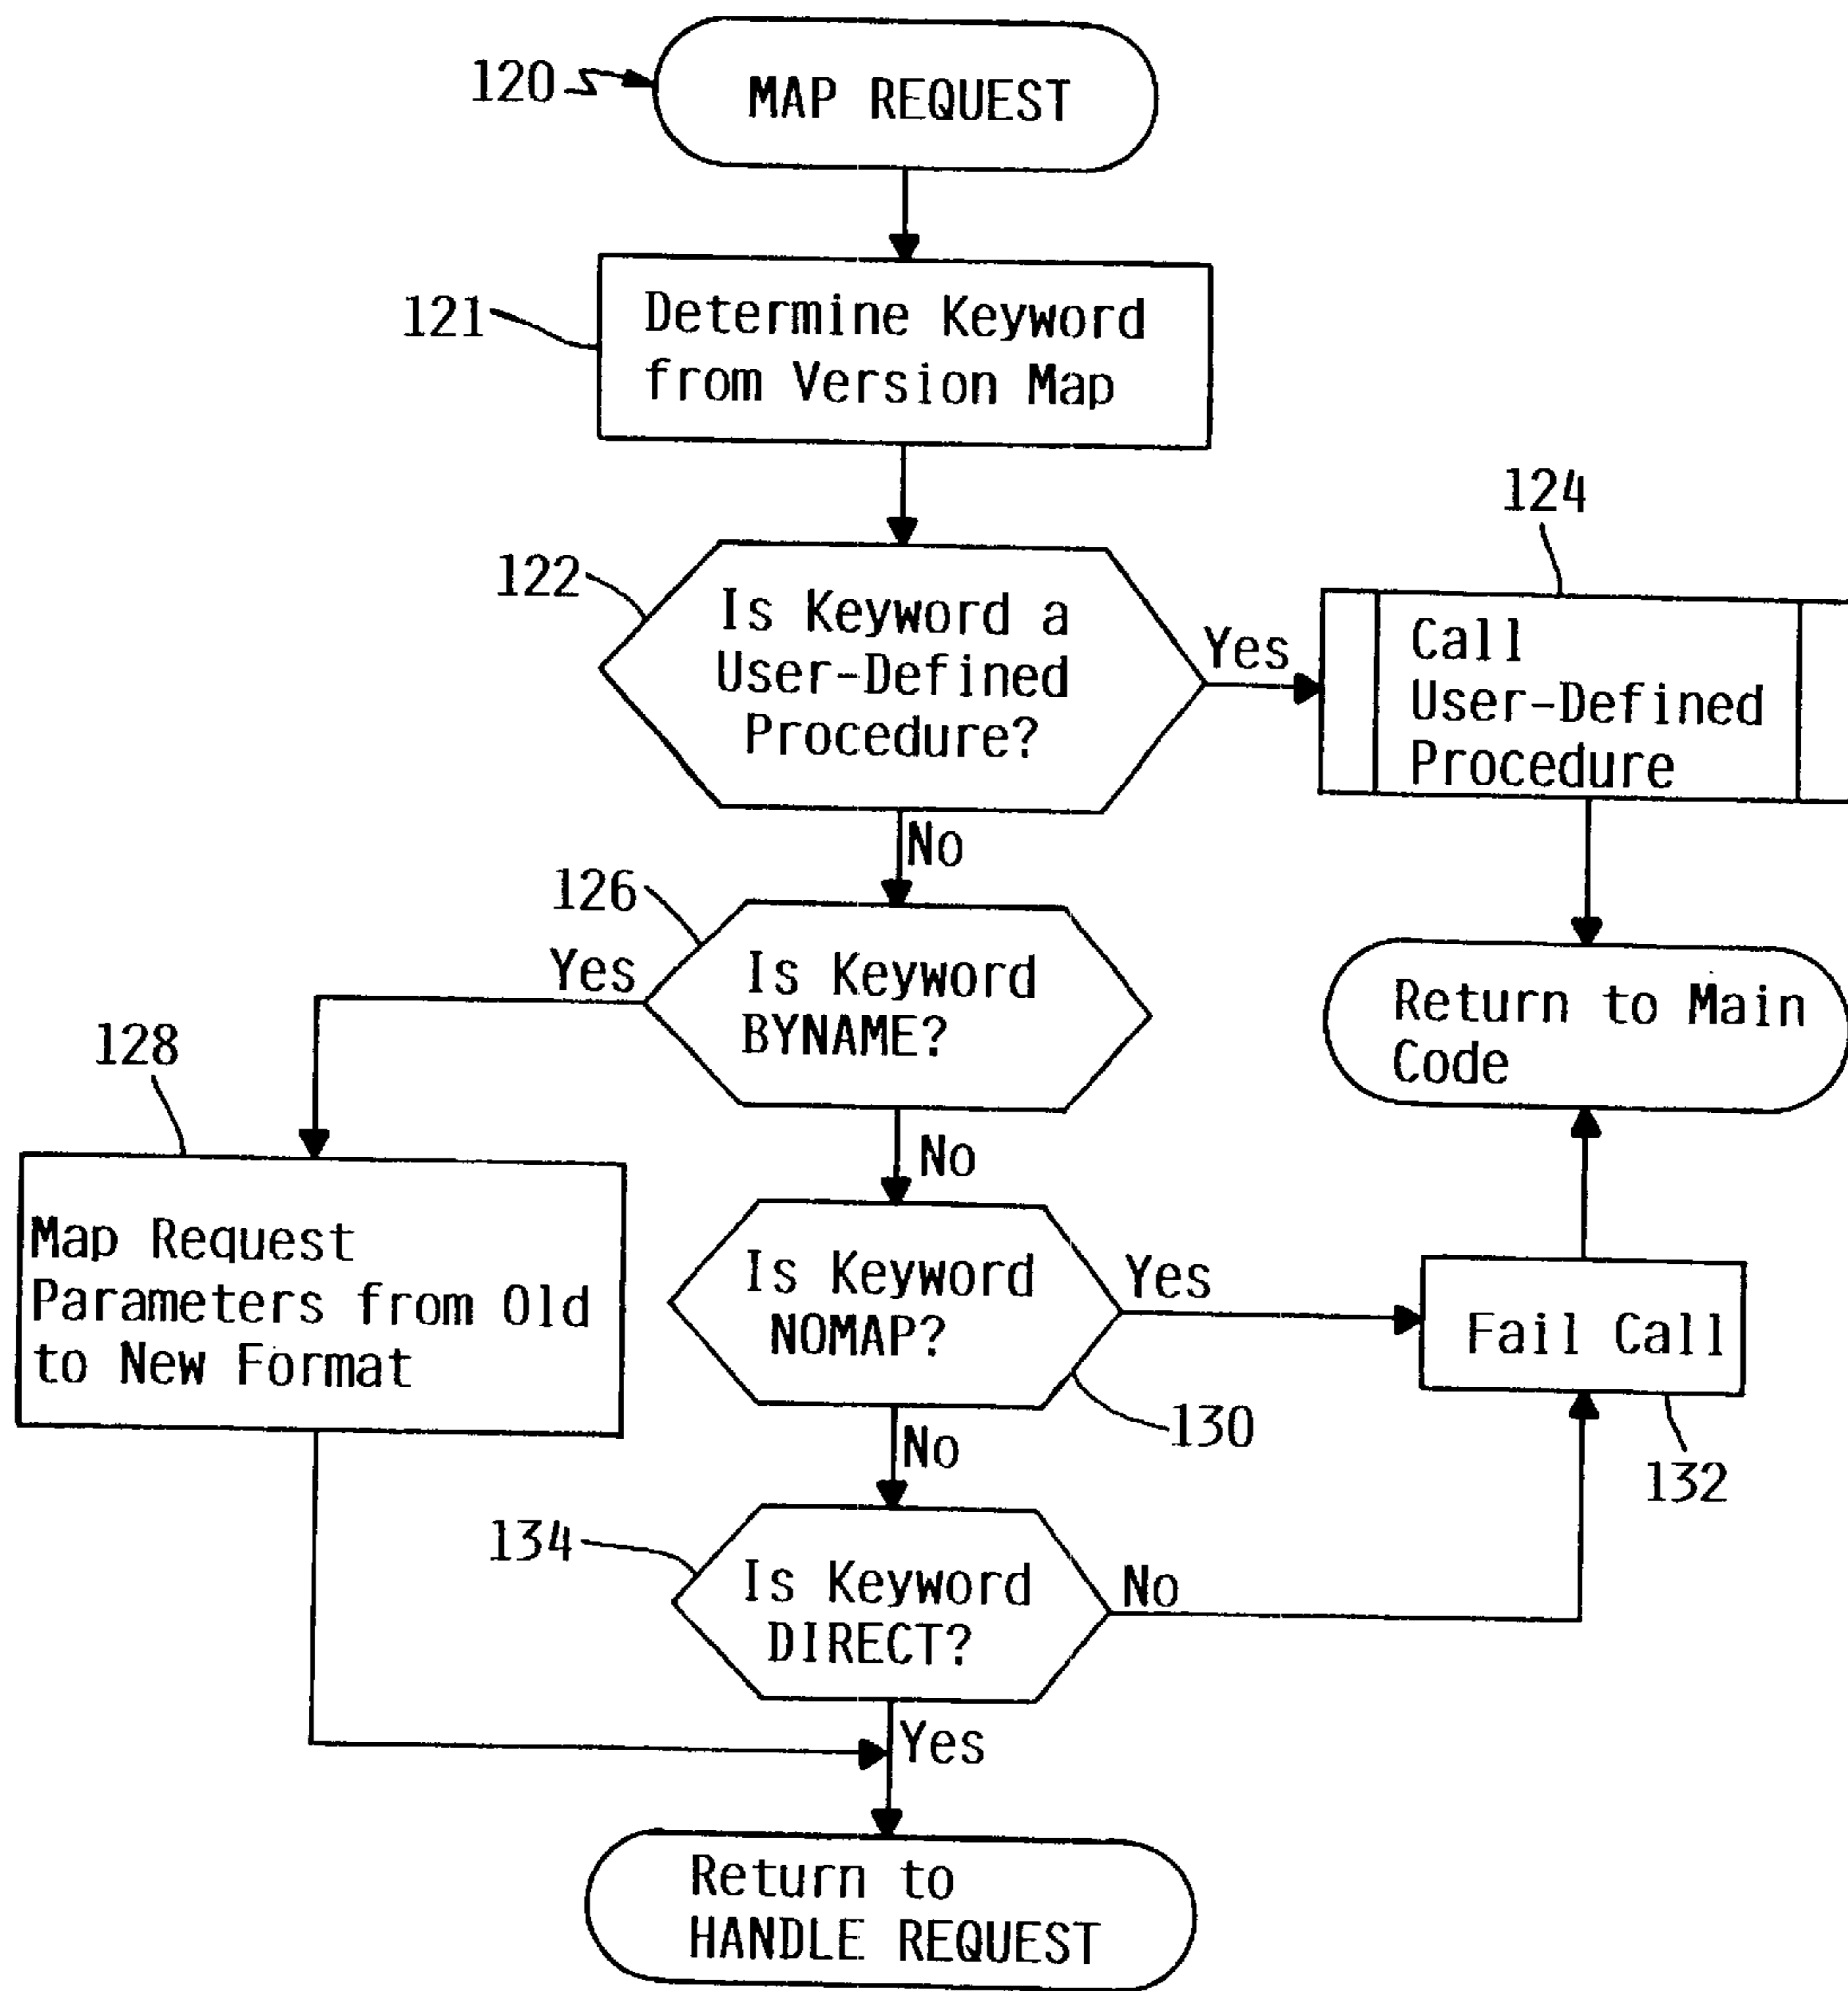 120
MAP REQUEST
121
Determine Keyword
from Version Map
122
Is Keyword a
User-Defined
Procedure?
Yes
124
Call
User-Defined
Procedure
No
126
Yes
Is Keyword
BYNAME?
Return to Main
Code
128
No
Map Request
Parameters from Old
to New Format
Is Keyword
NOMAP?
Yes
Fail Call
130
132
No
134
Is Keyword
DIRECT?
No
Yes
Return to
HANDLE REQUEST